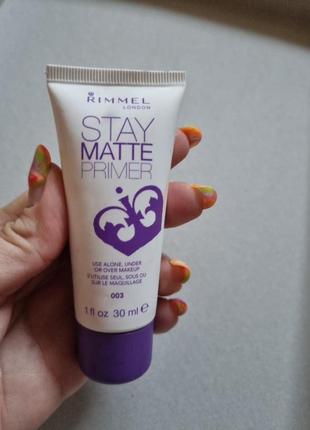 RIMMEL
LONDON
STAY
MATTE
PRIMER
USE ALONE, UNDER
OR OVER MAKEUP
S'UTILISE SEUL, SOUS OU
SUR LE MAQUILLAGE
003
1 fl oz 30 ml e